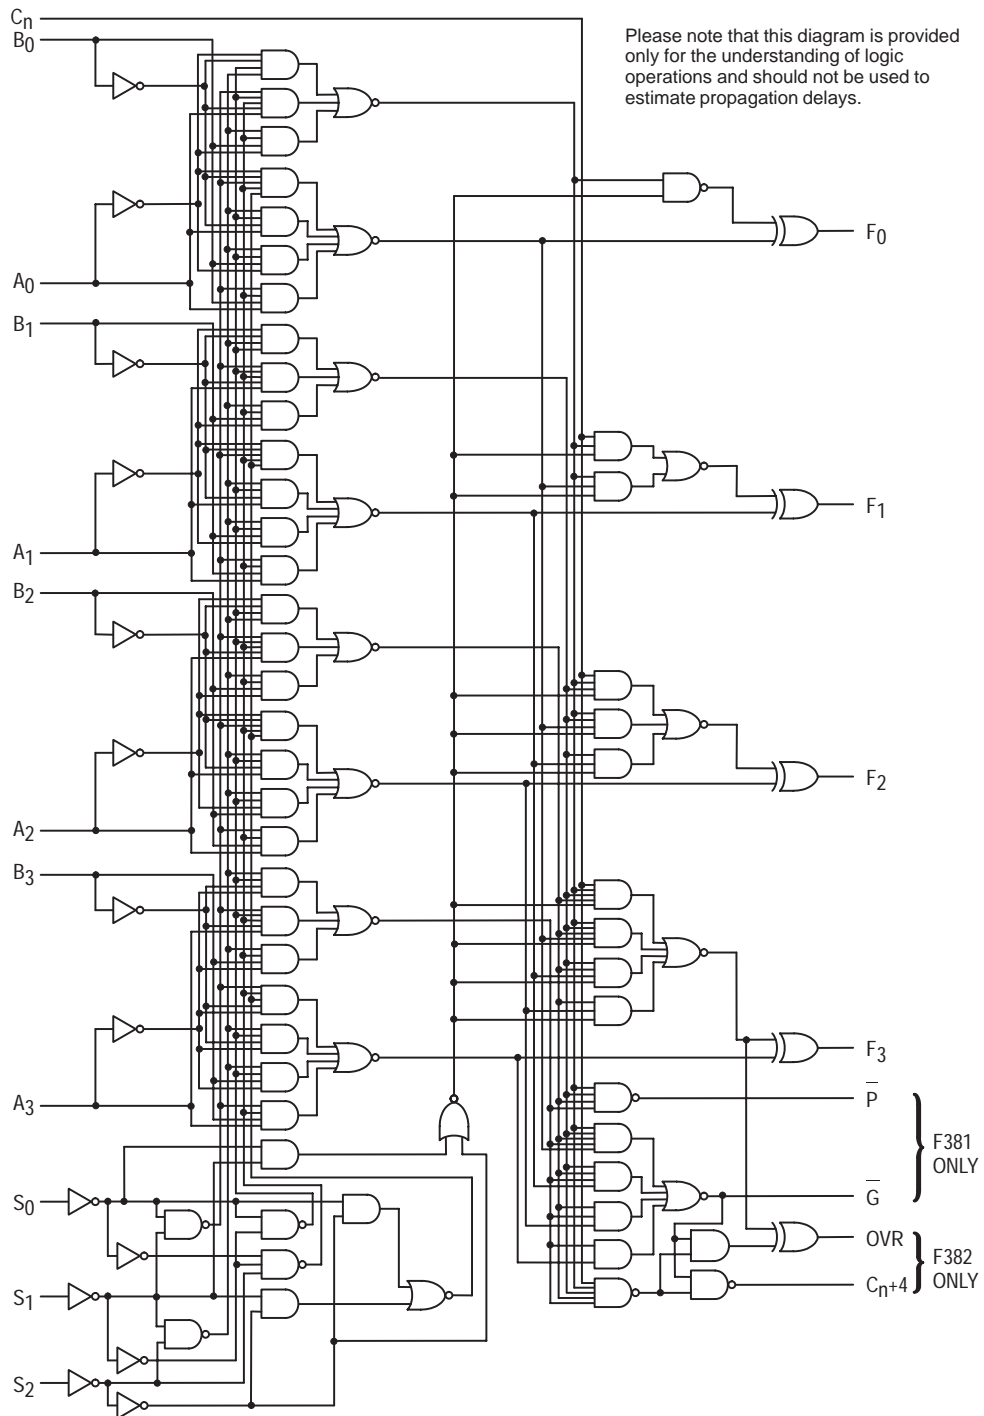 Cn
B0
Please note that this diagram is provided
only for the understanding of logic
operations and should not be used to
estimate propagation delays.
F0
A0
B1
F1
A1
B2
F2
A2
B3
F3
A3
P̅
F381
ONLY
S0
G̅
OVR
F382
ONLY
S1
Cn+4
S2